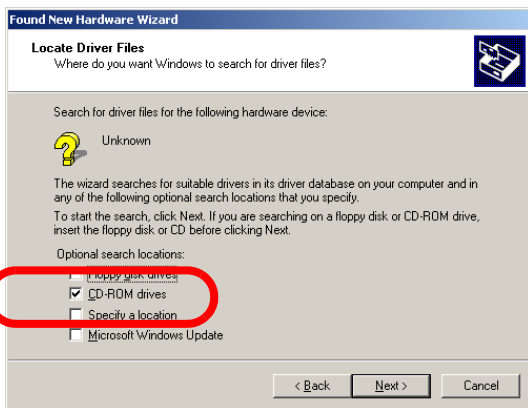 Found New Hardware Wizard
Locate Driver Files
Where do you want Windows to search for driver files?
Search for driver files for the following hardware device:
Unknown
The wizard searches for suitable drivers in its driver database on your computer and in
any of the following optional search locations that you specify.
To start the search, click Next. If you are searching on a floppy disk or CD-ROM drive,
insert the floppy disk or CD before clicking Next.
Optional search locations:
Floppy disk drives
CD-ROM drives
Specify a location
Microsoft Windows Update
< Back Next > Cancel